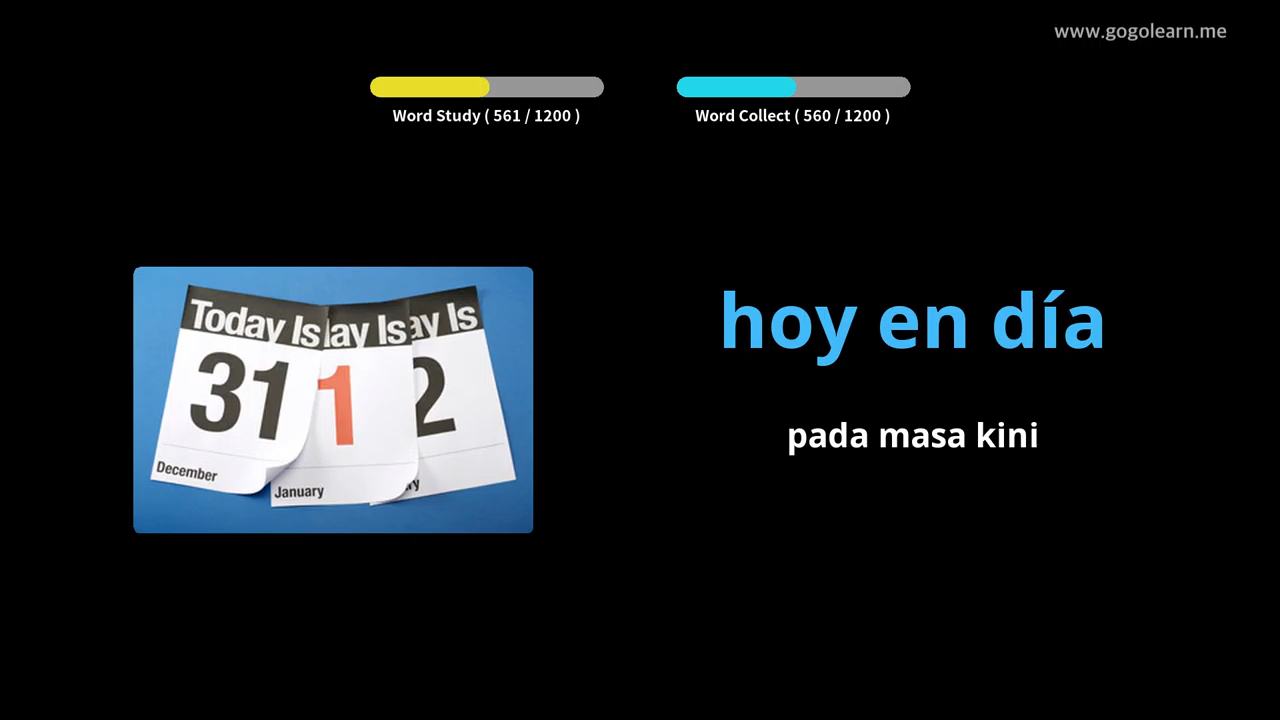 www.gogolearn.me
Word Study ( 561 / 1200 )
Word Collect ( 560 / 1200 )
Today Is
ay Is
ay Is
31
1
2
December
January
hoy en día
pada masa kini